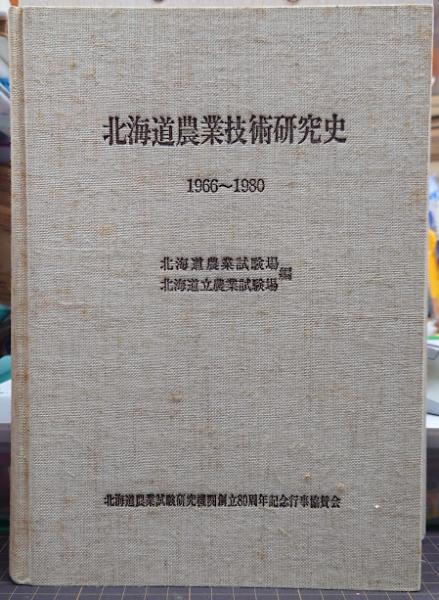 北海道農業技術研究史
1966～1980
北海道農業試験場
北海道立農業試験場
編
北海道農業試験研究機関創立80周年記念行事協賛会